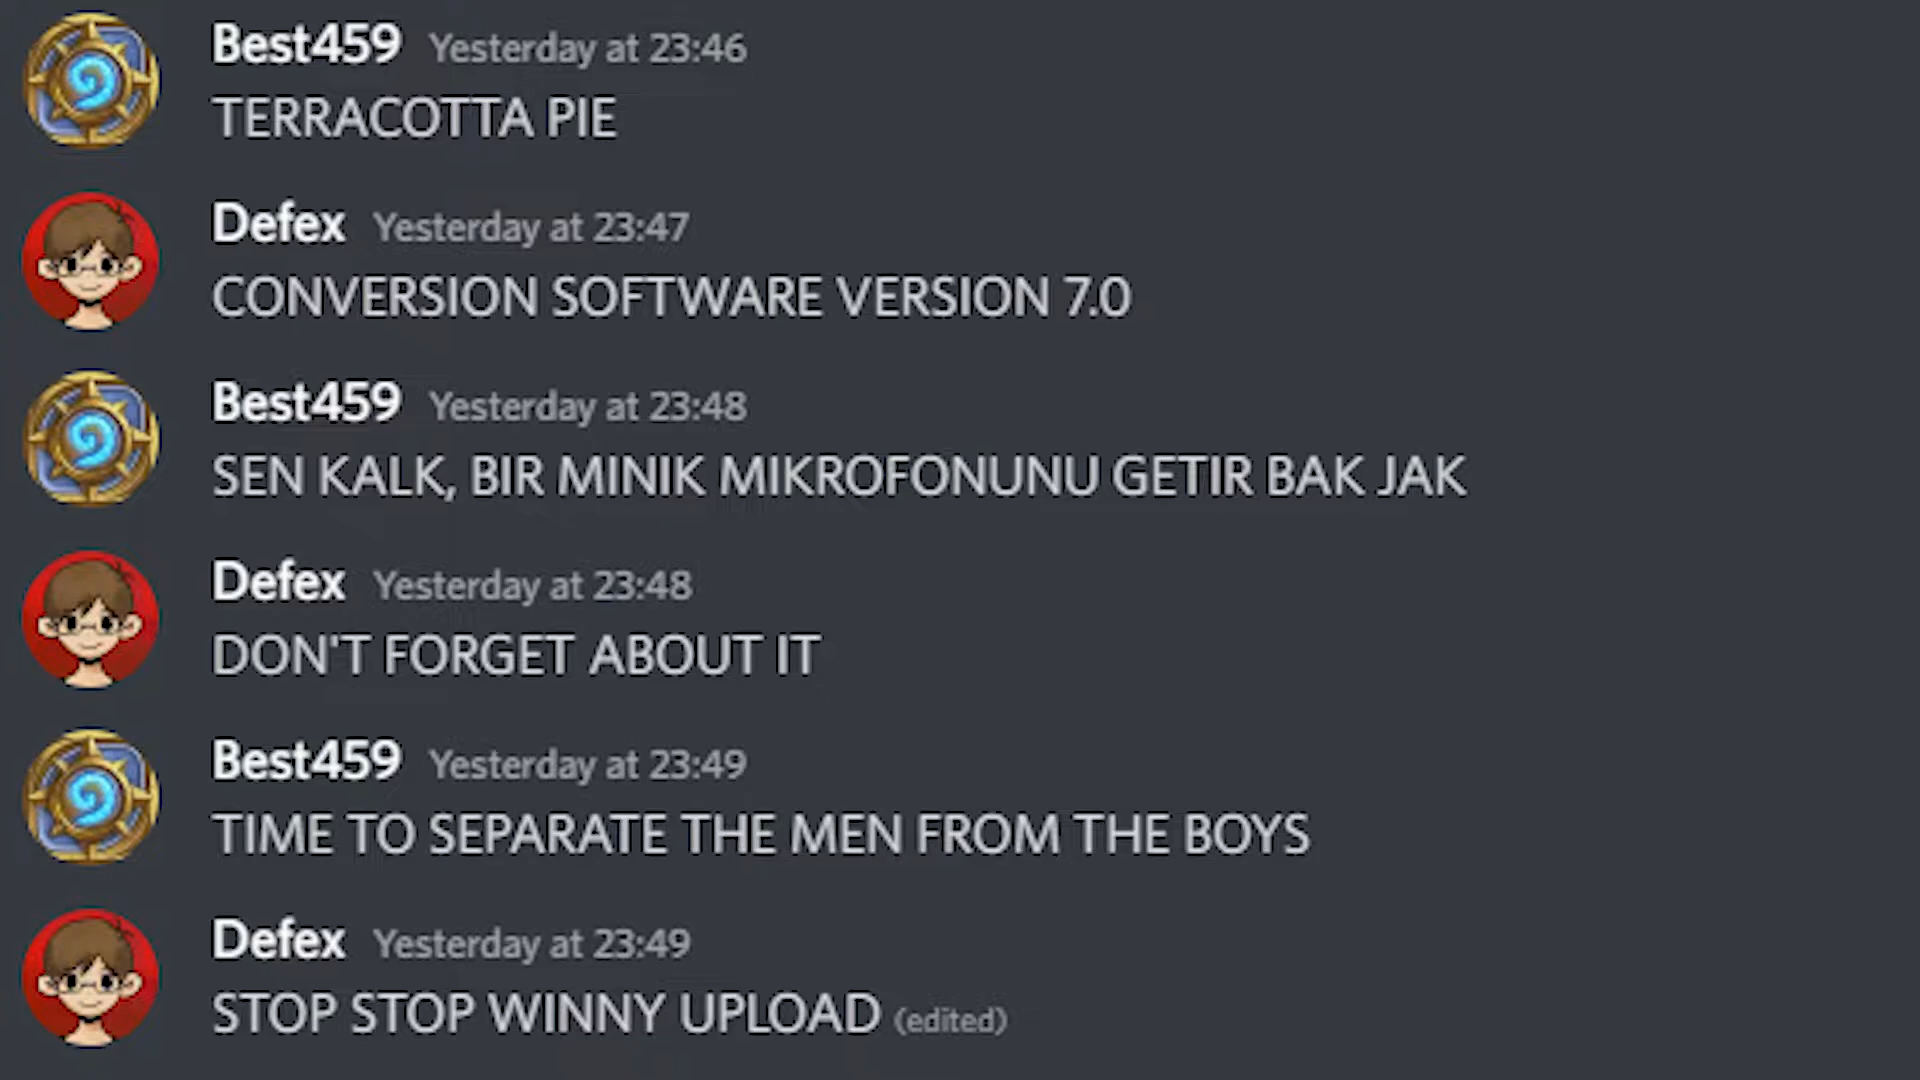 Best459 Yesterday at 23:46
TERRACOTTA PIE
Defex Yesterday at 23:47
CONVERSION SOFTWARE VERSION 7.0
Best459 Yesterday at 23:48
SEN KALK, BIR MINIK MIKROFONUNU GETIR BAK JAK
Defex Yesterday at 23:48
DON'T FORGET ABOUT IT
Best459 Yesterday at 23:49
TIME TO SEPARATE THE MEN FROM THE BOYS
Defex Yesterday at 23:49
STOP STOP WINNY UPLOAD (edited)